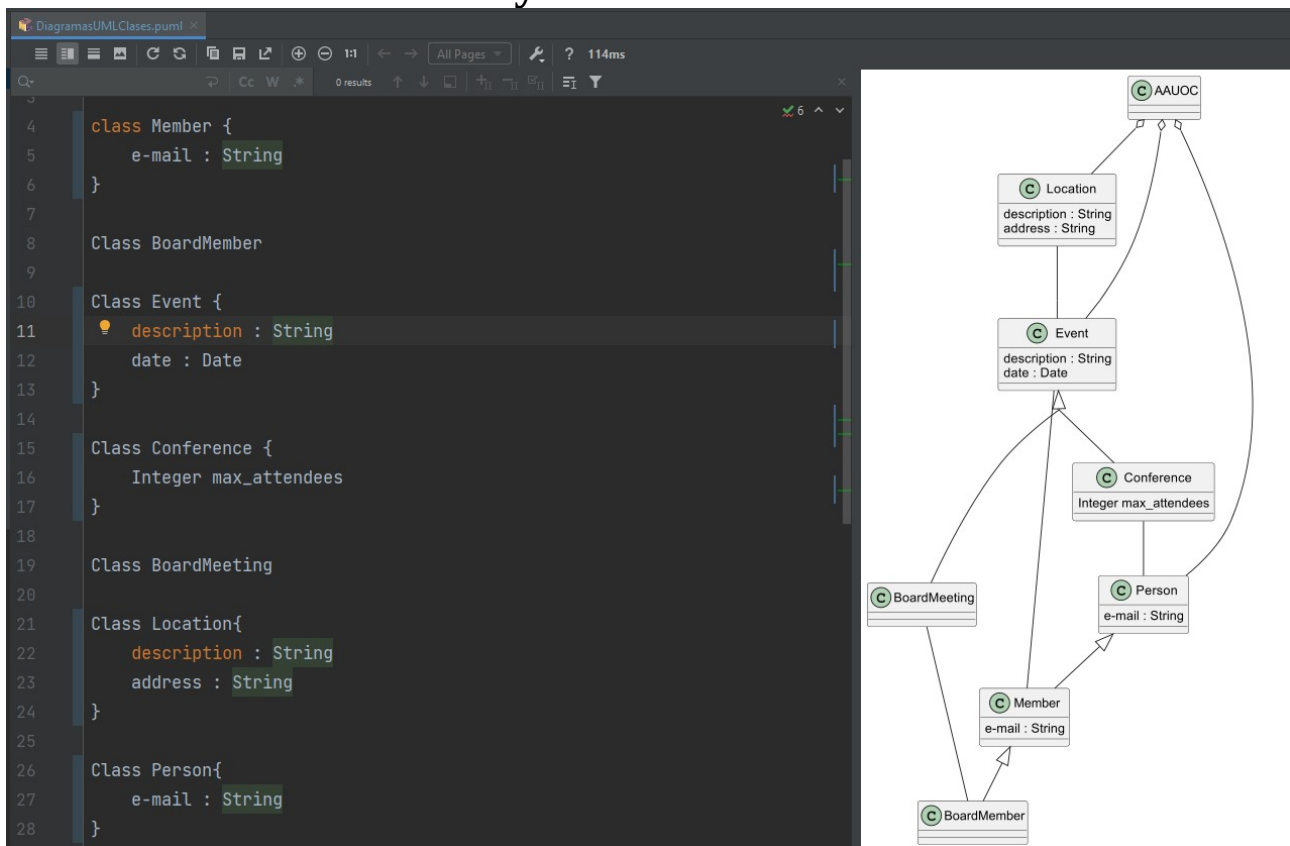 DiagramasUMLClases.puml
1:1 All Pages ? 114ms
Cc W .* 0 results
6
4 class Member {
5 e-mail : String
6 }
7
8 Class BoardMember
9
10 Class Event {
11 description : String
12 date : Date
13 }
14
15 Class Conference {
16 Integer max_attendees
17 }
18
19 Class BoardMeeting
20
21 Class Location{
22 description : String
23 address : String
24 }
25
26 Class Person{
27 e-mail : String
28 }
C AAUOC
C Location
description : String
address : String
C Event
description : String
date : Date
C Conference
Integer max_attendees
C BoardMeeting
C Person
e-mail : String
C Member
e-mail : String
C BoardMember